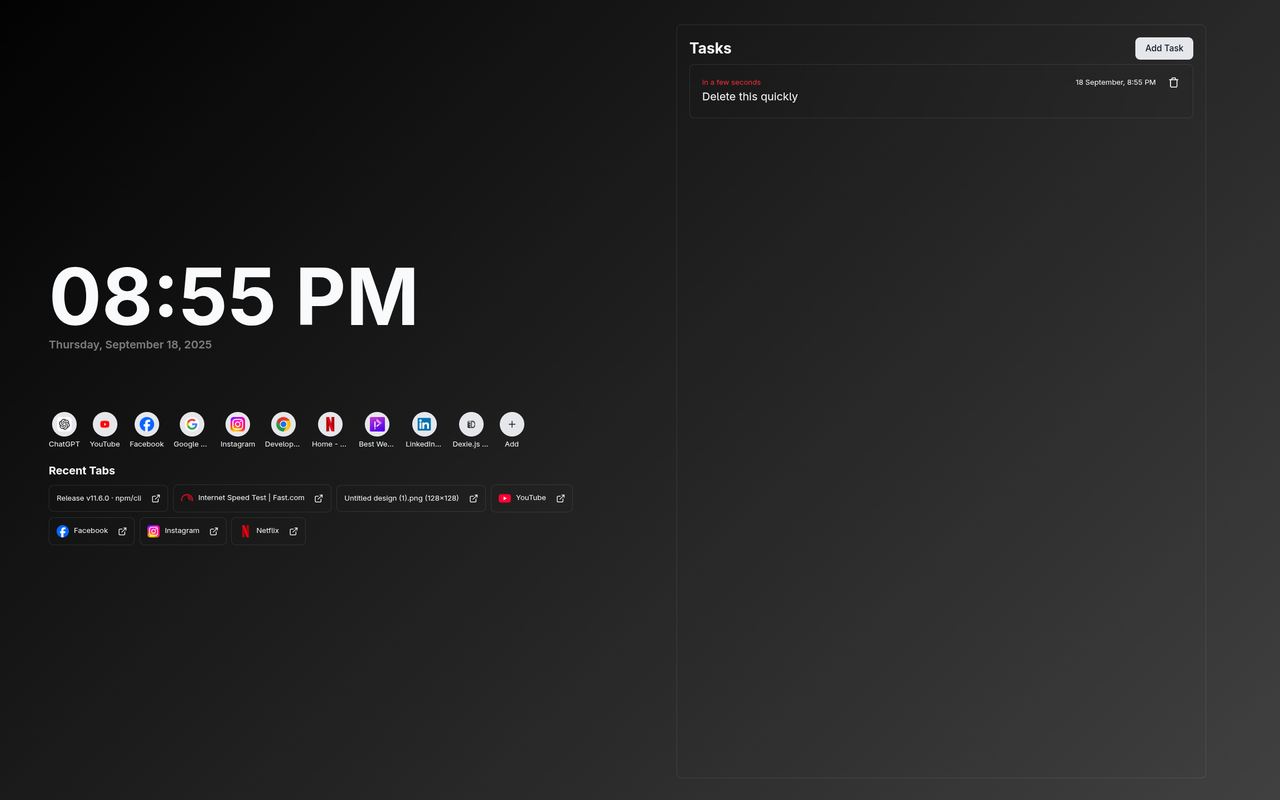 08:55 PM
Thursday, September 18, 2025
ChatGPT YouTube Facebook Google ... Instagram Develop... Home - ... Best We... LinkedIn... Dexie.js ... Add
Recent Tabs
Release v11.6.0 · npm/cli Internet Speed Test | Fast.com Untitled design (1).png (128×128) YouTube
Facebook Instagram Netflix
Tasks Add Task
in a few seconds 18 September, 8:55 PM
Delete this quickly